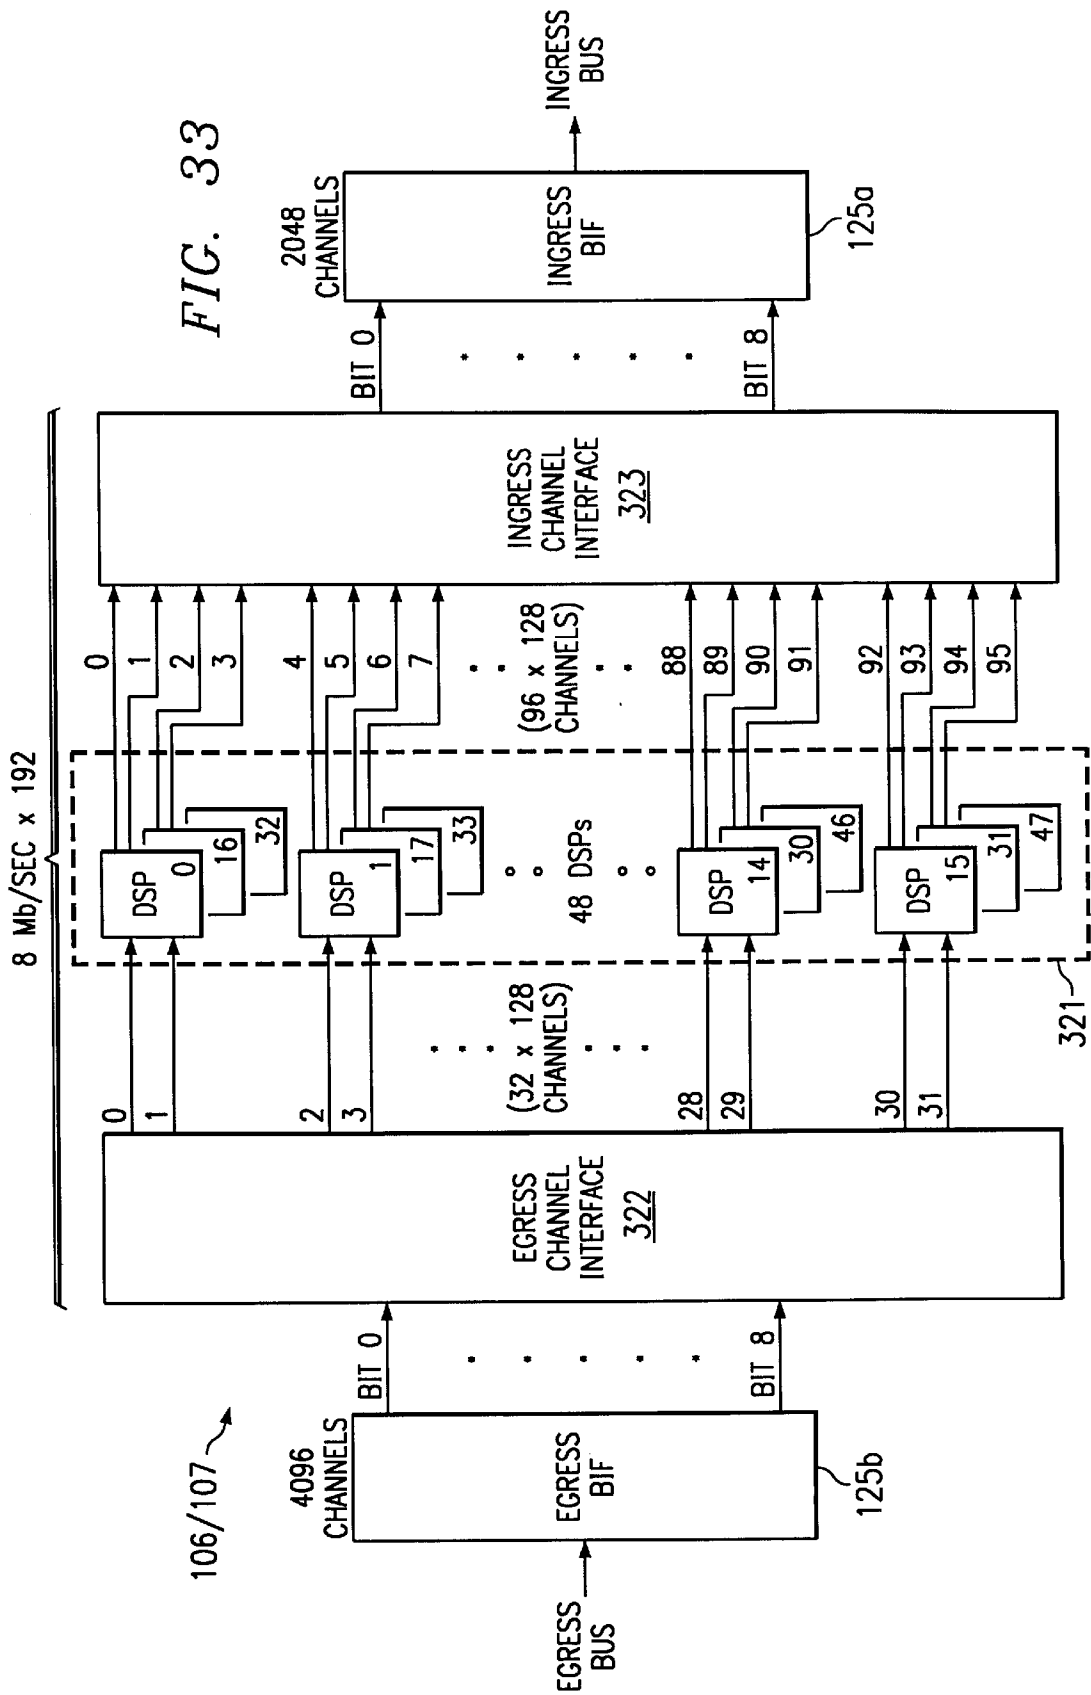 FIG. 33
8 Mb/SEC x 192
106/107
EGRESS
BUS
4096
CHANNELS
EGRESS
BIF
125b
BIT 0
BIT 8
EGRESS
CHANNEL
INTERFACE
322
0
1
2
3
(32 x 128
CHANNELS)
28
29
30
31
DSP
0
16
32
DSP
1
17
33
48 DSPs
DSP
14
30
46
DSP
15
31
47
321
0
1
2
3
4
5
6
7
(96 x 128
CHANNELS)
88
89
90
91
92
93
94
95
INGRESS
CHANNEL
INTERFACE
323
BIT 0
BIT 8
2048
CHANNELS
INGRESS
BIF
125a
INGRESS
BUS